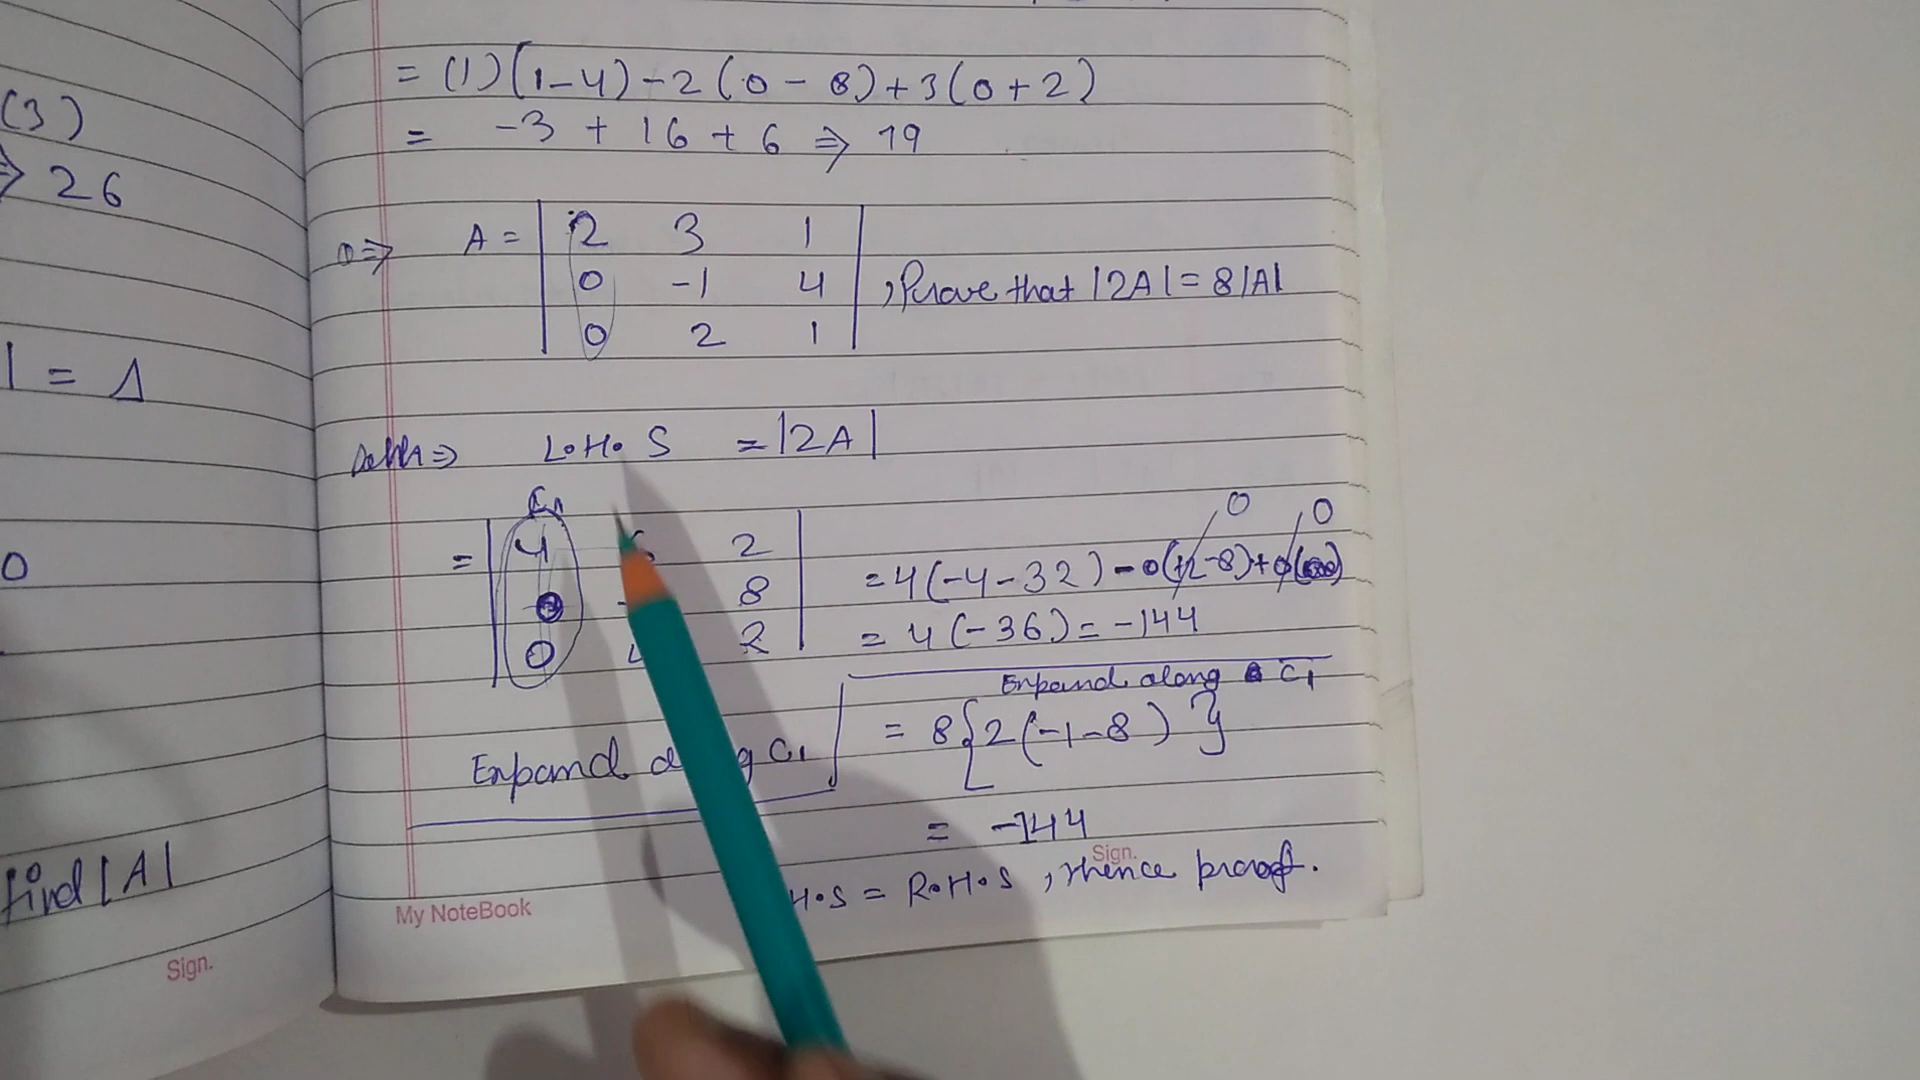 (3)
⇒ 26
| = Δ
0
find |A|
Sign.
= (1)(1-4)-2(0-8)+3(0+2)
= -3 + 16 + 6 ⇒ 19
Q⇒ A = | 2 3 1 |
| 0 -1 4 | , Prove that |2A| = 8|A|
| 0 2 1 |
L.H.S = |2A|
C1
= | 4 2 |
| 0 8 |
| 0 2 |
0 0
= 4(-4-32)-0(12-8)+0
= 4(-36) = -144
Expand along C1
Expand along C1
= 8{2(-1-8)}
= -144
H.S = R.H.S , Hence proof.
Sign.
My NoteBook